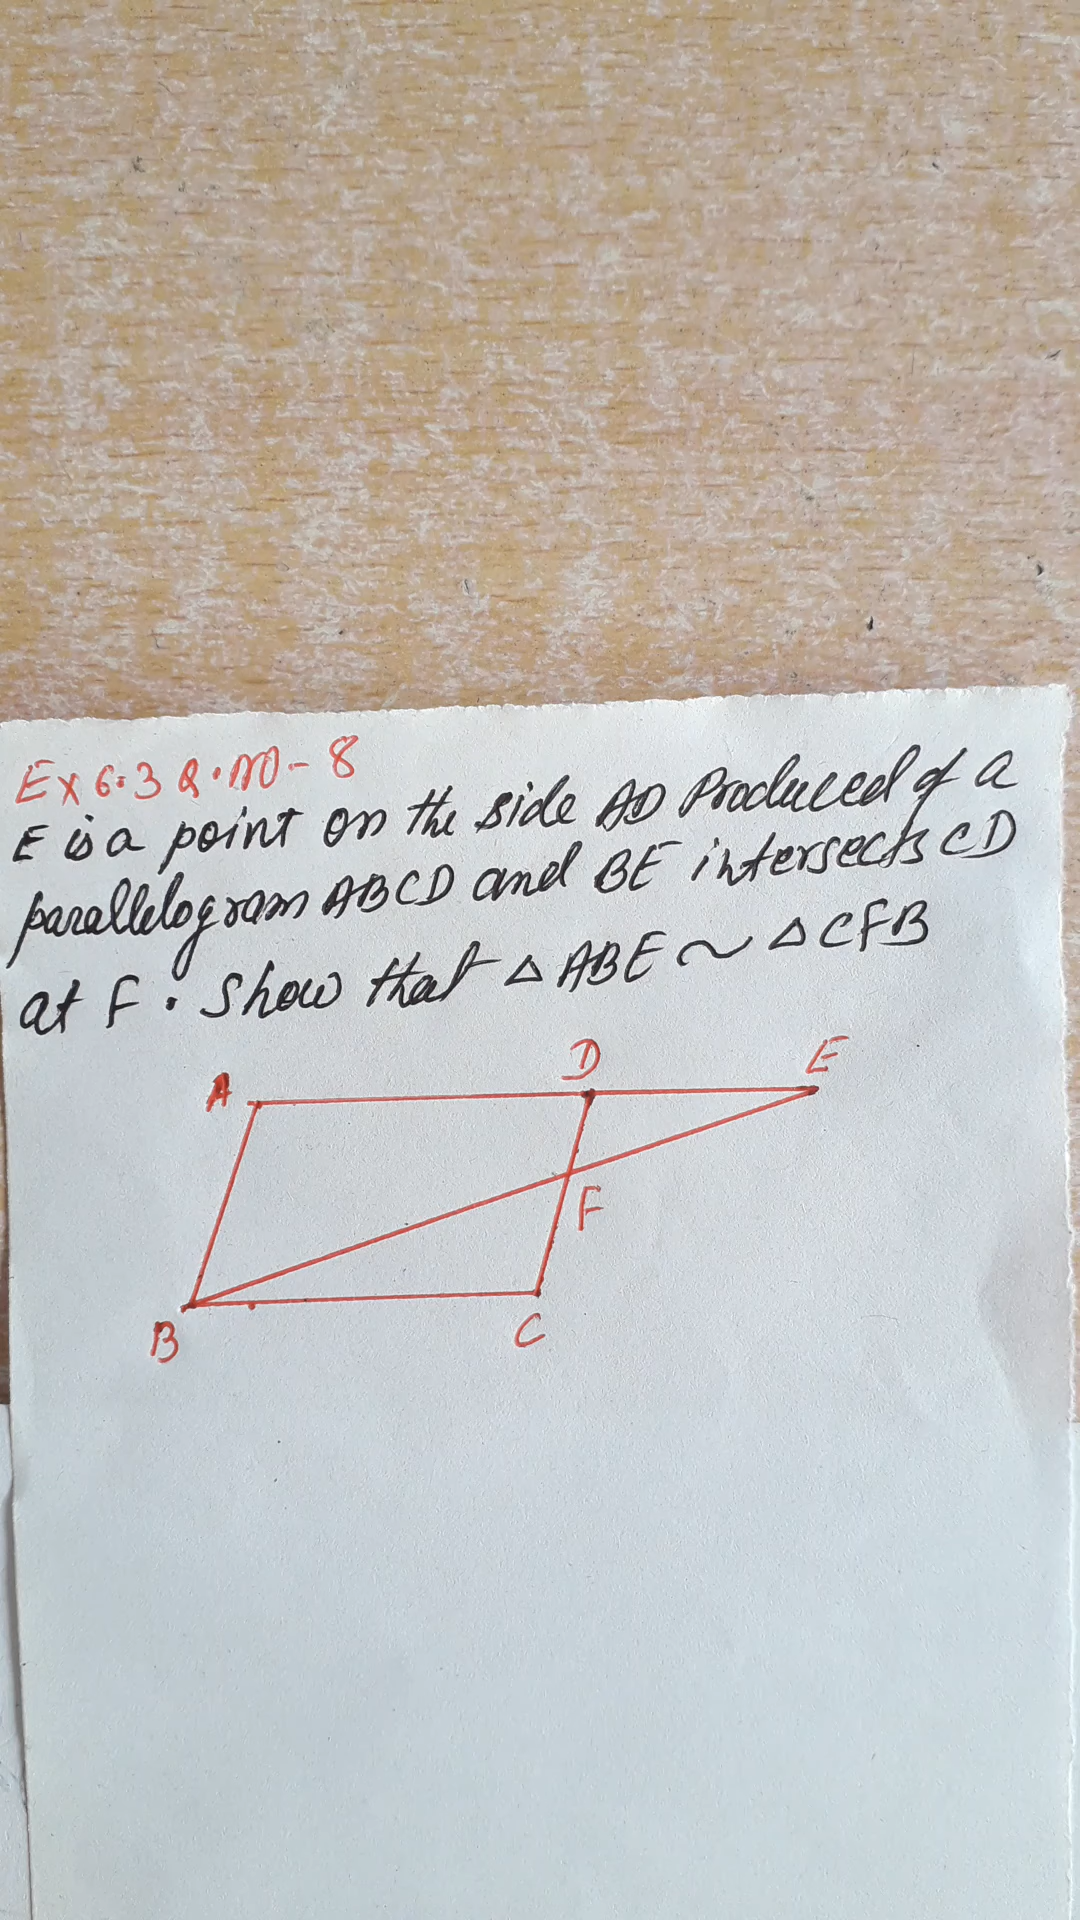 Ex 6.3 Q.NO - 8
E is a point on the side AD Produced of a
parallelogram ABCD and BE intersects CD
at F. Show that △ ABE ~ △ CFB
D E
A
F
B C